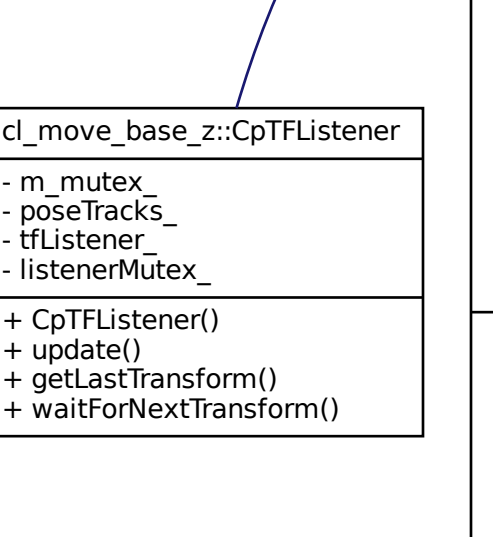 cl_move_base_z::CpTFListener
- m_mutex_
- poseTracks_
- tfListener_
- listenerMutex_
+ CpTFListener()
+ update()
+ getLastTransform()
+ waitForNextTransform()